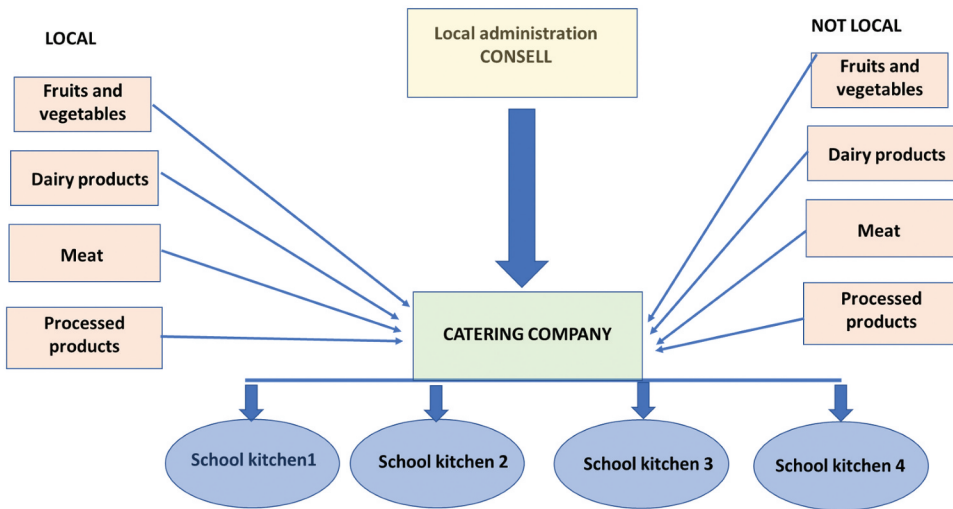 LOCAL
Fruits and
vegetables
Dairy products
Meat
Processed
products
Local administration
CONSELL
CATERING COMPANY
NOT LOCAL
Fruits and
vegetables
Dairy products
Meat
Processed
products
School kitchen1
School kitchen 2
School kitchen 3
School kitchen 4